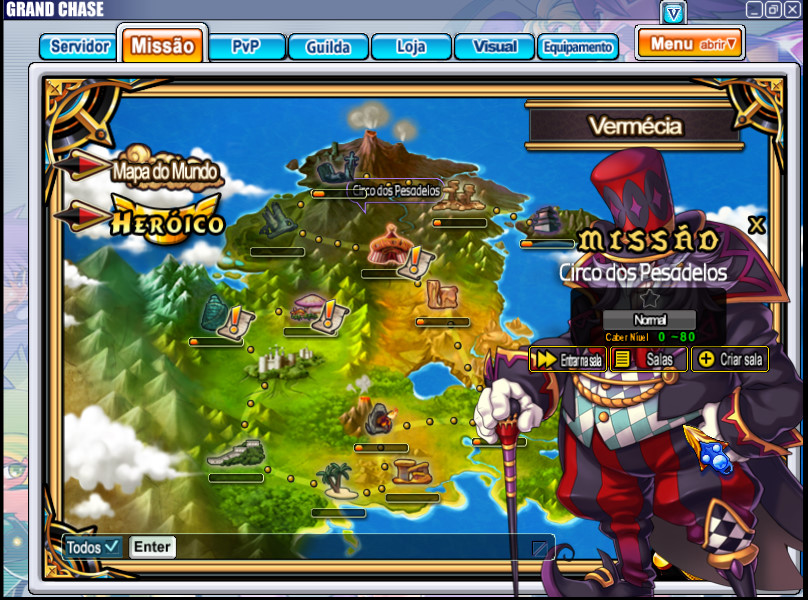 GRAND CHASE
Servidor
Missão
PvP
Guilda
Loja
Visual
Equipamento
Menu abrir
Vermécia
Mapa do Mundo
HERÓICO
Circo dos Pesadelos
MISSÃO
X
Circo dos Pesadelos
Normal
Caber Nível 0 ~80
Entrar na sala
Salas
Criar sala
Todos
Enter